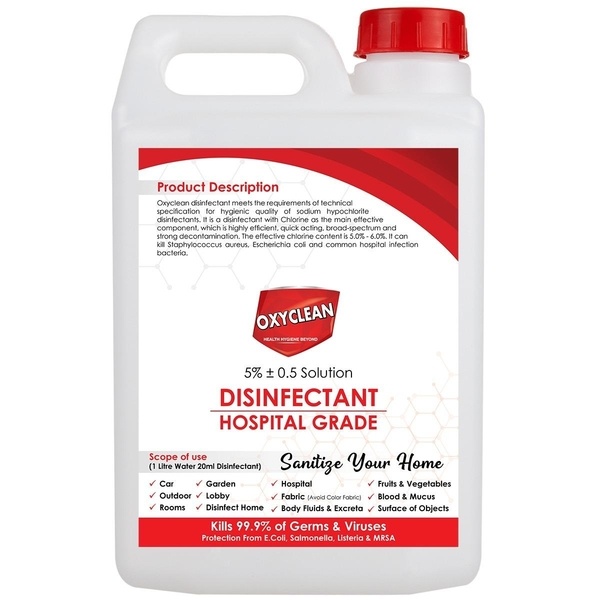 Product Description
Oxyclean disinfectant meets the requirements of technical
specification for hygienic quality of sodium hypochlorite
disinfectants. It is a disinfectant with Chlorine as the main effective
component, which is highly efficient, quick acting, broad-spectrum and
strong decontamination. The effective chlorine content is 5.0% - 6.0%. It can
kill Staphylococcus aureus, Escherichia coli and common hospital infection
bacteria.
OXYCLEAN
HEALTH HYGIENE BEYOND
5% ± 0.5 Solution
DISINFECTANT
HOSPITAL GRADE
Scope of use
(1 Litre Water 20ml Disinfectant)
Sanitize Your Home
✓ Car ✓ Garden ✓ Hospital ✓ Fruits & Vegetables
✓ Outdoor ✓ Lobby ✓ Fabric (Avoid Color Fabric) ✓ Blood & Mucus
✓ Rooms ✓ Disinfect Home ✓ Body Fluids & Excreta ✓ Surface of Objects
Kills 99.9% of Germs & Viruses
Protection From E.Coli, Salmonella, Listeria & MRSA